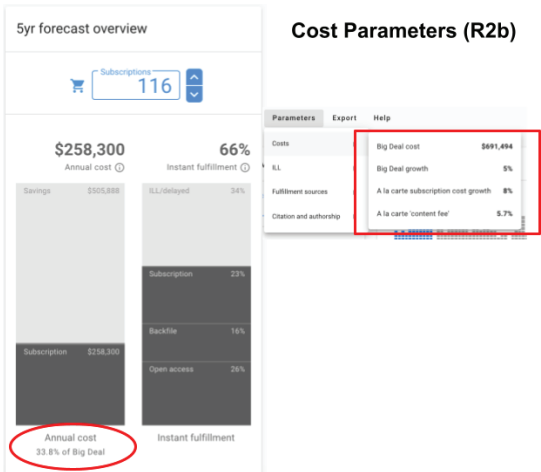 5yr forecast overview
Cost Parameters (R2b)
Subscriptions
116
$258,300
Annual cost
66%
Instant fulfillment
Savings $505,888
Subscription $258,300
ILL/delayed 34%
Subscription 23%
Backfile 16%
Open access 26%
Annual cost
33.8% of Big Deal
Instant fulfillment
Parameters Export Help
Costs
ILL
Fulfillment sources
Citation and authorship
Big Deal cost $691,494
Big Deal growth 5%
A la carte subscription cost growth 8%
A la carte 'content fee' 5.7%